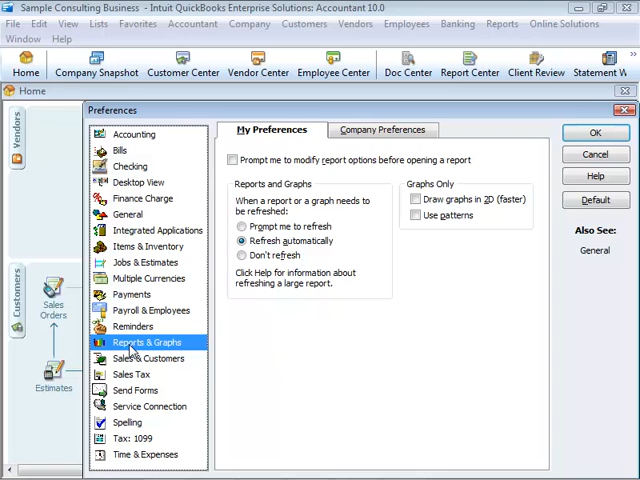 Sample Consulting Business - Intuit QuickBooks Enterprise Solutions: Accountant 10.0
File Edit View Lists Favorites Accountant Company Customers Vendors Employees Banking Reports Online Solutions
Window Help
Home Company Snapshot Customer Center Vendor Center Employee Center Doc Center Report Center Client Review Statement W
Home
Vendors
Customers
Sales
Orders
Estimates
Preferences
Accounting
Bills
Checking
Desktop View
Finance Charge
General
Integrated Applications
Items & Inventory
Jobs & Estimates
Multiple Currencies
Payments
Payroll & Employees
Reminders
Reports & Graphs
Sales & Customers
Sales Tax
Send Forms
Service Connection
Spelling
Tax: 1099
Time & Expenses
My Preferences Company Preferences
Prompt me to modify report options before opening a report
Reports and Graphs
When a report or a graph needs to
be refreshed:
Prompt me to refresh
Refresh automatically
Don't refresh
Click Help for information about
refreshing a large report.
Graphs Only
Draw graphs in 2D (faster)
Use patterns
OK
Cancel
Help
Default
Also See:
General